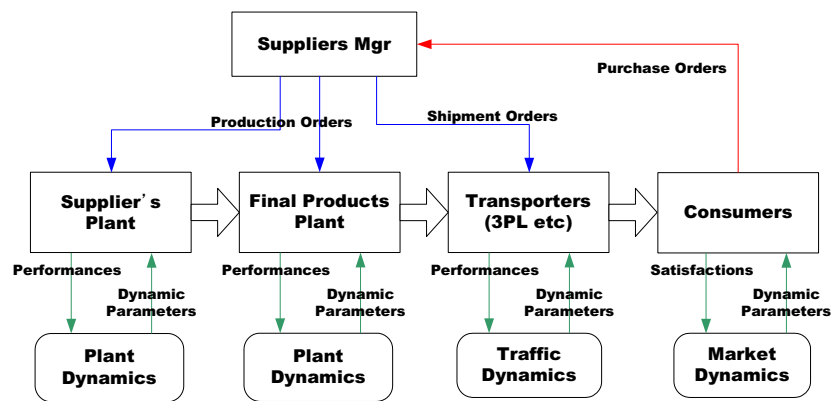 Suppliers Mgr
Purchase Orders
Production Orders
Shipment Orders
Supplier's
Plant
Final Products
Plant
Transporters
(3PL etc)
Consumers
Performances
Dynamic
Parameters
Performances
Dynamic
Parameters
Performances
Dynamic
Parameters
Satisfactions
Dynamic
Parameters
Plant
Dynamics
Plant
Dynamics
Traffic
Dynamics
Market
Dynamics